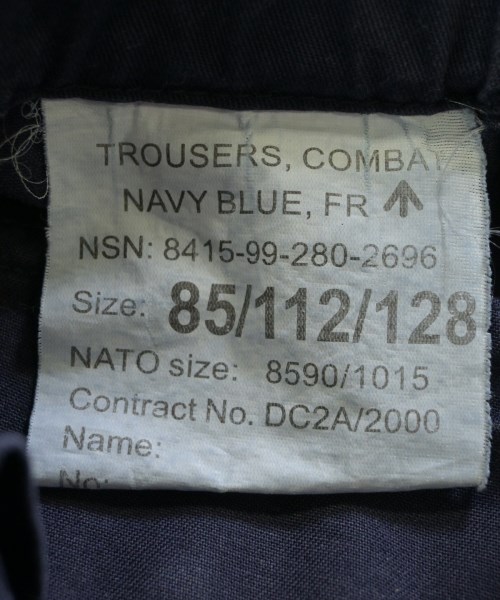 TROUSERS, COMBAT
NAVY BLUE, FR
NSN: 8415-99-280-2696
Size: 85/112/128
NATO size: 8590/1015
Contract No. DC2A/2000
Name:
No: